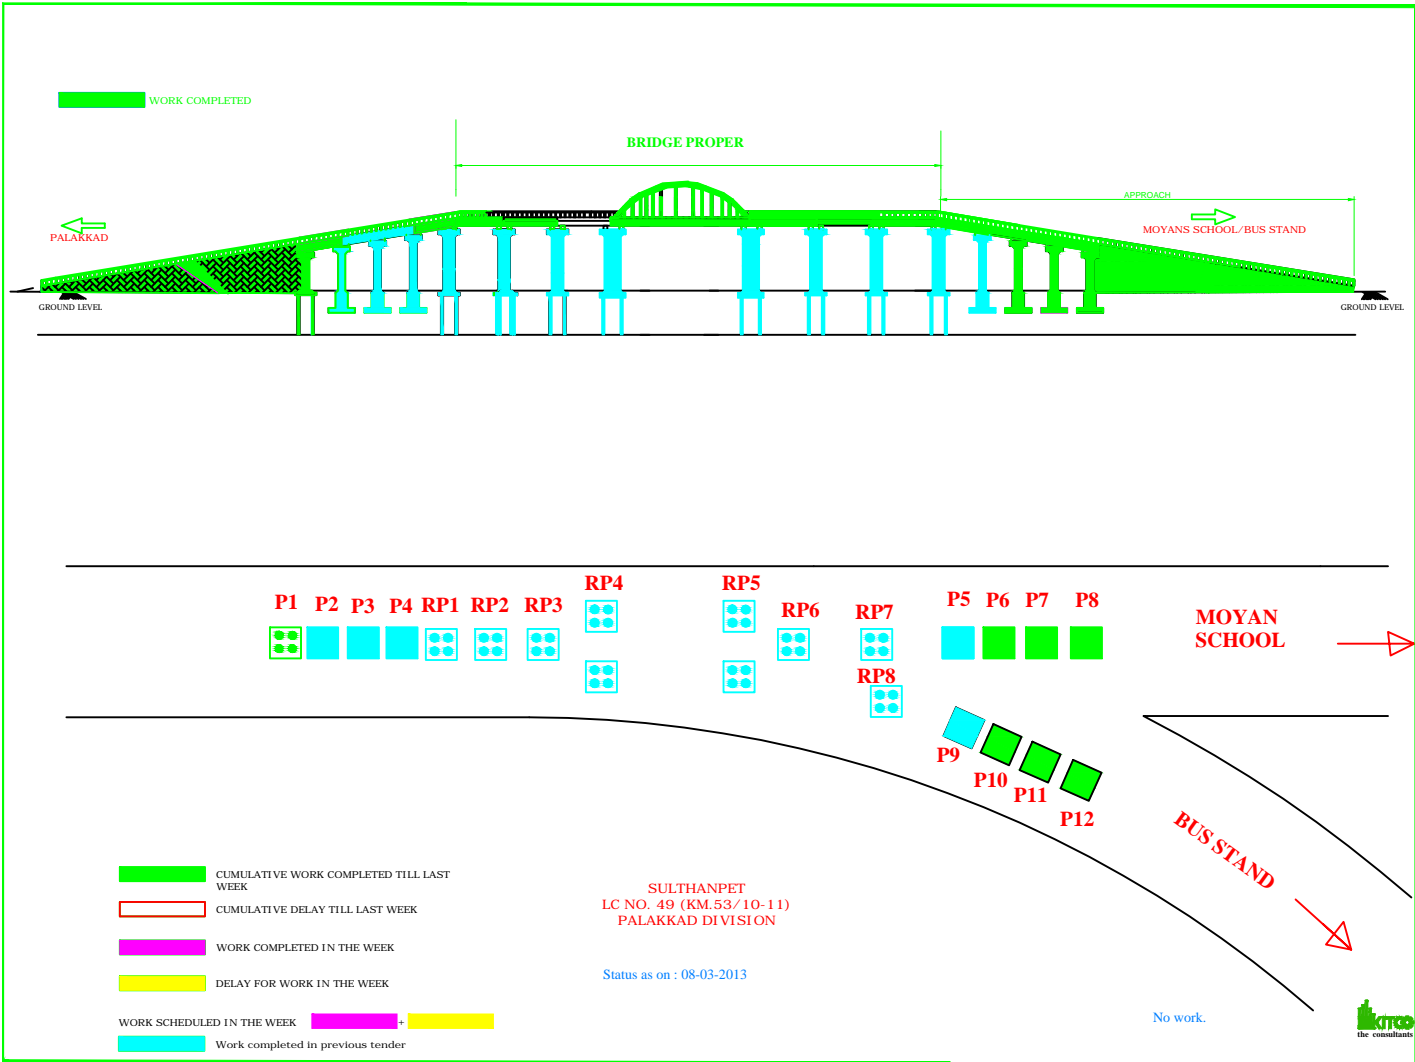 WORK COMPLETED
BRIDGE PROPER
APPROACH
PALAKKAD
MOYANS SCHOOL/BUS STAND
GROUND LEVEL
GROUND LEVEL
P1 P2 P3 P4 RP1 RP2 RP3 RP4 RP5 RP6 RP7 P5 P6 P7 P8
MOYAN
SCHOOL
RP8
P9
P10
P11
P12
BUS STAND
CUMULATIVE WORK COMPLETED TILL LAST
WEEK
CUMULATIVE DELAY TILL LAST WEEK
WORK COMPLETED IN THE WEEK
DELAY FOR WORK IN THE WEEK
WORK SCHEDULED IN THE WEEK +
Work completed in previous tender
SULTHANPET
LC NO. 49 (KM.53/10-11)
PALAKKAD DIVISION
Status as on : 08-03-2013
No work.
KITCO
the consultants